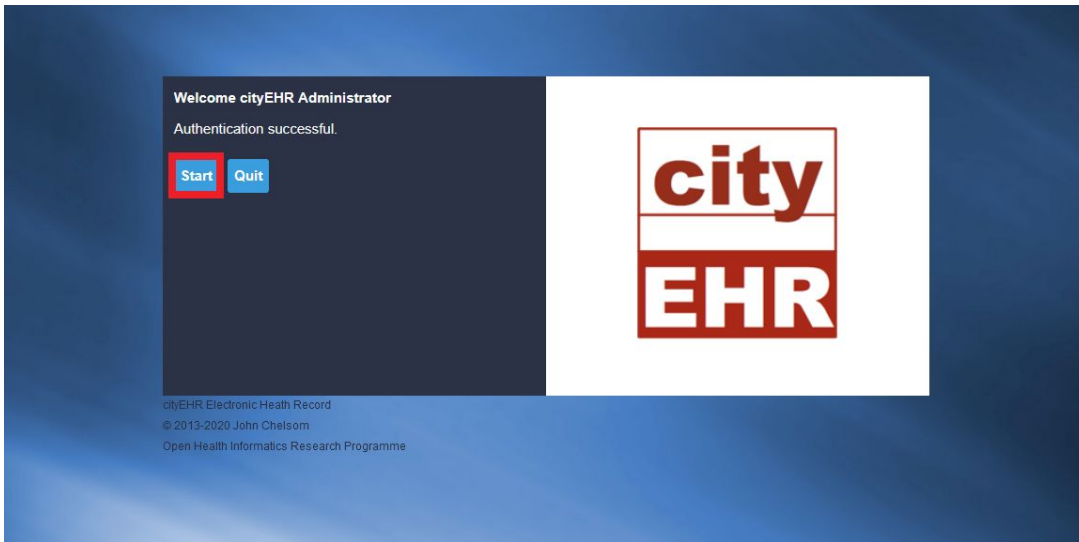 Welcome cityEHR Administrator
Authentication successful.
Start Quit
city
EHR
cityEHR Electronic Heath Record
© 2013-2020 John Chelsom
Open Health Informatics Research Programme